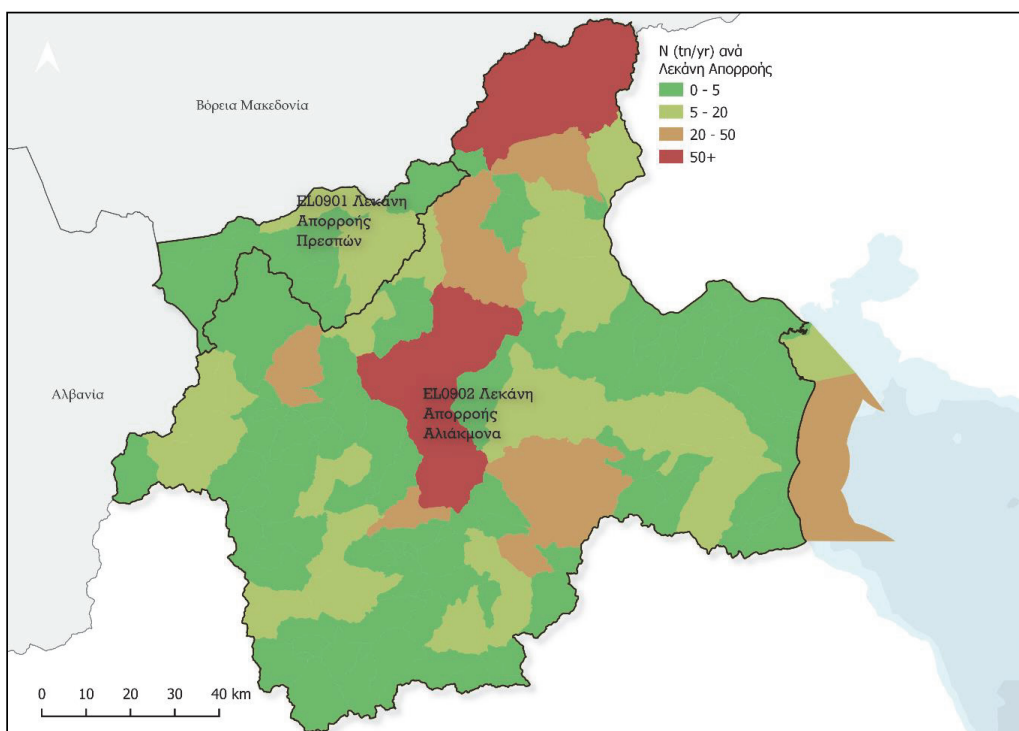 N (tn/yr) ανά
Λεκάνη Απορροής
0 - 5
5 - 20
20 - 50
50+
Βόρεια Μακεδονία
EL0901 Λεκάνη
Απορροής
Πρεσπών
Αλβανία
EL0902 Λεκάνη
Απορροής
Αλιάκμονα
0 10 20 30 40 km